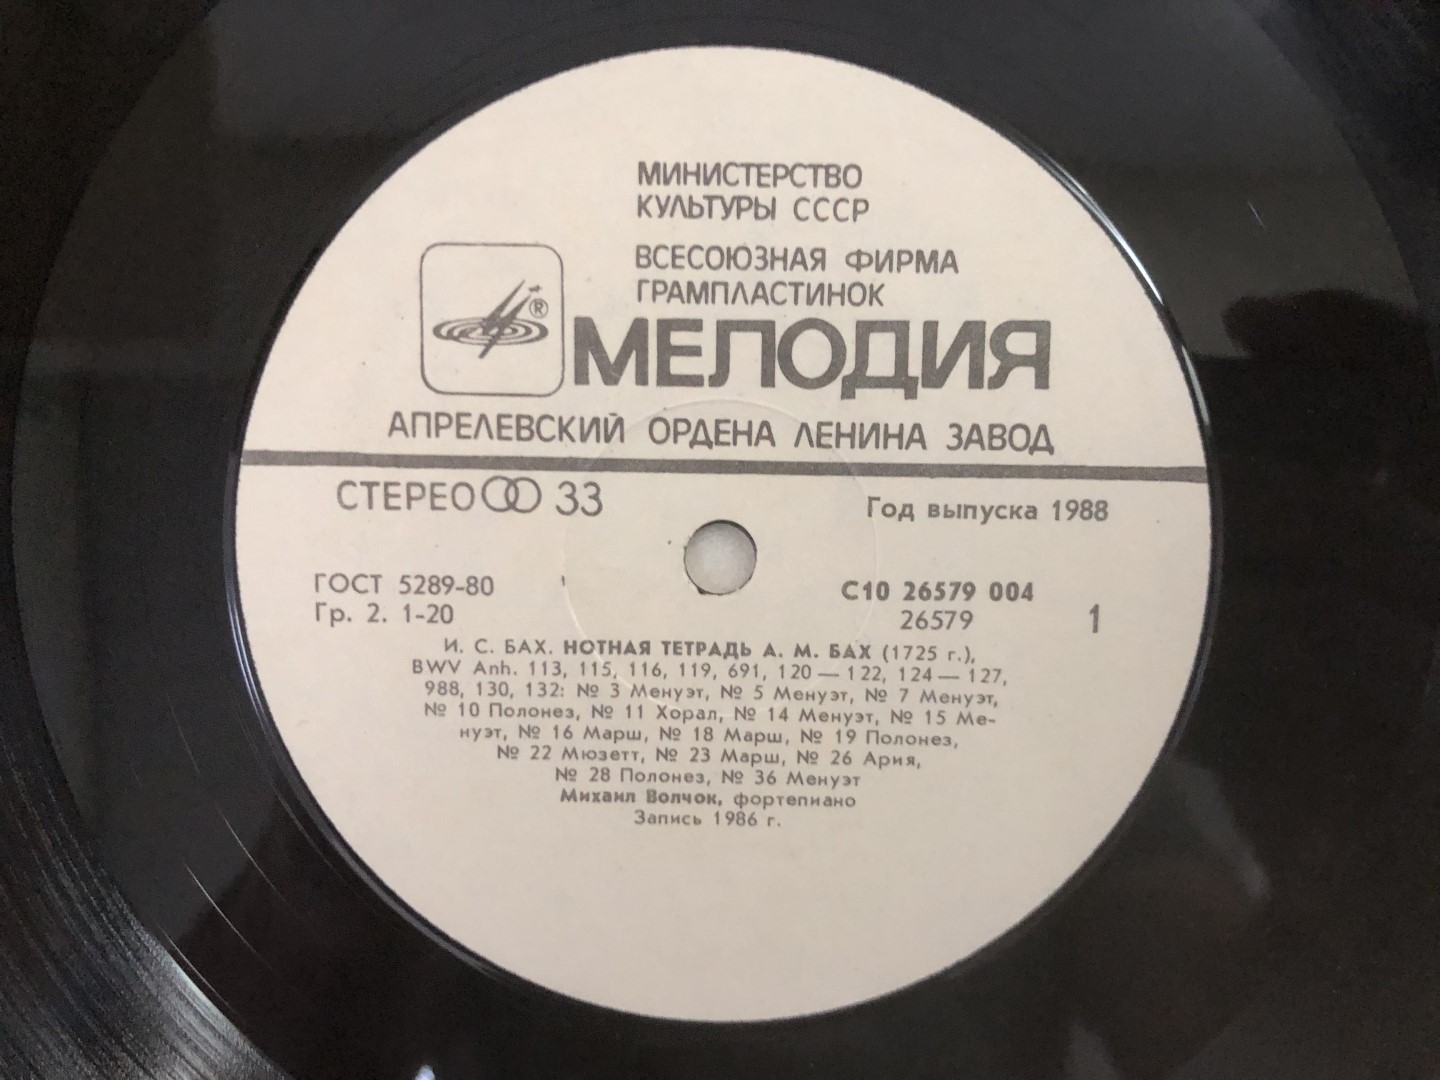 МИНИСТЕРСТВО
КУЛЬТУРЫ СССР
ВСЕСОЮЗНАЯ ФИРМА
ГРАМПЛАСТИНОК
®
МЕЛОДИЯ
АПРЕЛЕВСКИЙ ОРДЕНА ЛЕНИНА ЗАВОД
СТЕРЕО 33
Год выпуска 1988
ГОСТ 5289-80
Гр. 2. 1-20
С10 26579 004
26579
1
И. С. БАХ. НОТНАЯ ТЕТРАДЬ А. М. БАХ (1725 г.),
BWV Anh. 113, 115, 116, 119, 691, 120 — 122, 124 — 127,
988, 130, 132: № 3 Менуэт, № 5 Менуэт, № 7 Менуэт,
№ 10 Полонез, № 11 Хорал, № 14 Менуэт, № 15 Ме-
нуэт, № 16 Марш, № 18 Марш, № 19 Полонез,
№ 22 Мюзетт, № 23 Марш, № 26 Ария,
№ 28 Полонез, № 36 Менуэт
Михаил Волчок, фортепиано
Запись 1986 г.